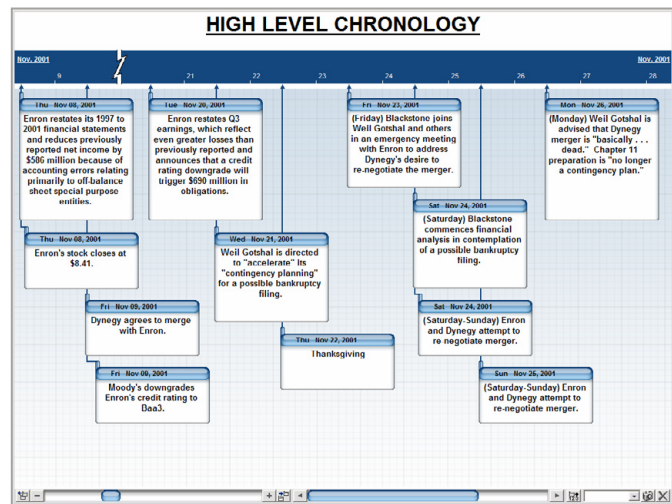 HIGH LEVEL CHRONOLOGY
Nov, 2001
Nov, 2001
9 21 22 23 24 25 26 27 28
Thu Nov 08, 2001
Enron restates its 1997 to
2001 financial statements
and reduces previously
reported net income by
$586 million because of
accounting errors relating
primarily to off-balance
sheet special purpose
entities.
Thu Nov 08, 2001
Enron's stock closes at
$8.41.
Fri Nov 09, 2001
Dynegy agrees to merge
with Enron.
Fri Nov 09, 2001
Moody's downgrades
Enron's credit rating to
Baa3.
Tue Nov 20, 2001
Enron restates Q3
earnings, which reflect
even greater losses than
previously reported and
announces that a credit
rating downgrade will
trigger $690 million in
obligations.
Wed Nov 21, 2001
Weil Gotshal is directed
to "accelerate" its
"contingency planning"
for a possible bankruptcy
filing.
Thu Nov 22, 2001
Thanksgiving
Fri Nov 23, 2001
(Friday) Blackstone joins
Weil Gotshal and others
in an emergency meeting
with Enron to address
Dynegy's desire to
re-negotiate the merger.
Sat Nov 24, 2001
(Saturday) Blackstone
commences financial
analysis in contemplation
of a possible bankruptcy
filing.
Sat Nov 24, 2001
(Saturday-Sunday) Enron
and Dynegy attempt to
re-negotiate merger.
Sun Nov 25, 2001
(Saturday-Sunday) Enron
and Dynegy attempt to
re-negotiate merger.
Mon Nov 26, 2001
(Monday) Weil Gotshal
is advised that Dynegy
merger is "basically . . .
dead." Chapter 11
preparation is "no longer
a contingency plan."